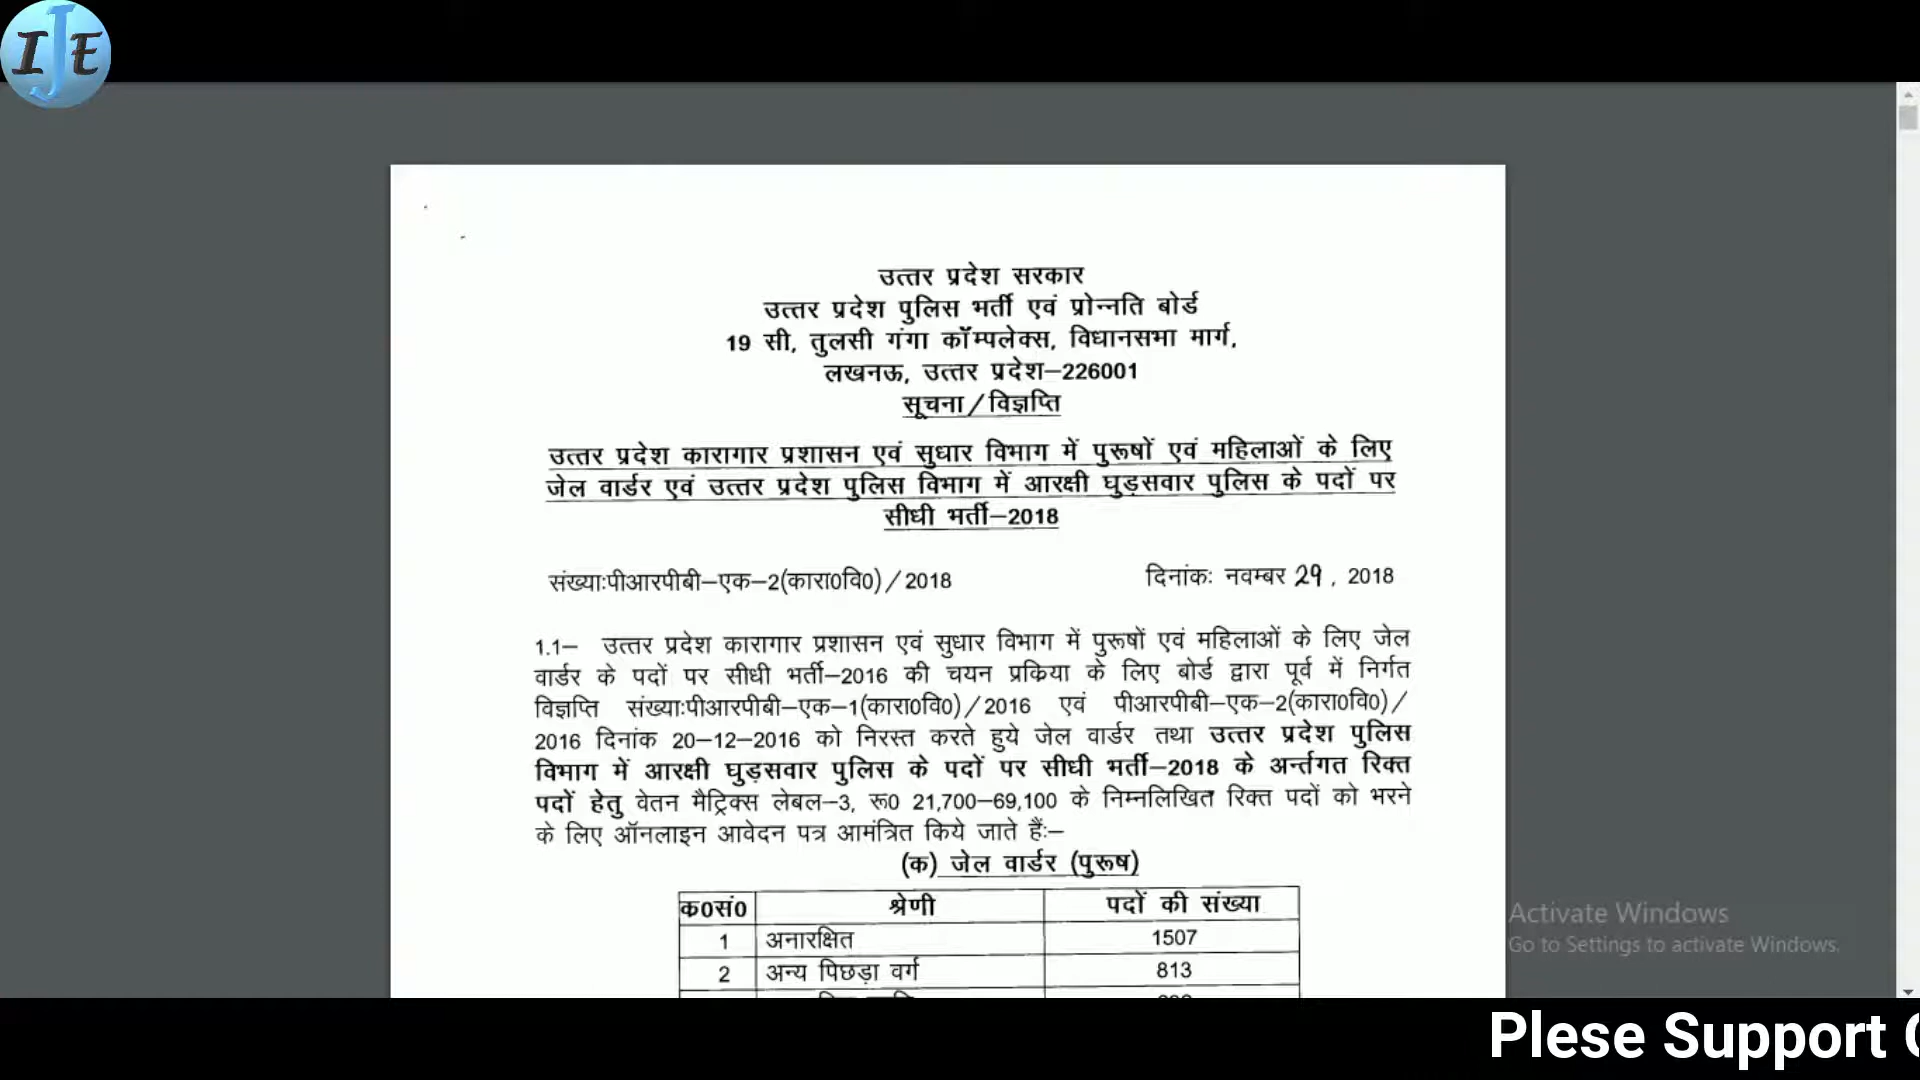 IJE
उत्तर प्रदेश सरकार
उत्तर प्रदेश पुलिस भर्ती एवं प्रोन्नति बोर्ड
19 सी, तुलसी गंगा कॉम्पलेक्स, विधानसभा मार्ग,
लखनऊ, उत्तर प्रदेश–226001
सूचना/विज्ञप्ति
उत्तर प्रदेश कारागार प्रशासन एवं सुधार विभाग में पुरूषों एवं महिलाओं के लिए
जेल वार्डर एवं उत्तर प्रदेश पुलिस विभाग में आरक्षी घुड़सवार पुलिस के पदों पर
सीधी भर्ती–2018
संख्याःपीआरपीबी–एक–2(कारा0वि0)/2018 दिनांकः नवम्बर 29, 2018
1.1– उत्तर प्रदेश कारागार प्रशासन एवं सुधार विभाग में पुरूषों एवं महिलाओं के लिए जेल
वार्डर के पदों पर सीधी भर्ती–2016 की चयन प्रक्रिया के लिए बोर्ड द्वारा पूर्व में निर्गत
विज्ञप्ति संख्याःपीआरपीबी–एक–1(कारा0वि0)/2016 एवं पीआरपीबी–एक–2(कारा0वि0)/
2016 दिनांक 20–12–2016 को निरस्त करते हुये जेल वार्डर तथा उत्तर प्रदेश पुलिस
विभाग में आरक्षी घुड़सवार पुलिस के पदों पर सीधी भर्ती–2018 के अर्न्तगत रिक्त
पदों हेतु वेतन मैट्रिक्स लेबल–3, रू0 21,700–69,100 के निम्नलिखित रिक्त पदों को भरने
के लिए ऑनलाइन आवेदन पत्र आमंत्रित किये जाते हैंः–
(क) जेल वार्डर (पुरूष)
क0सं0 श्रेणी पदों की संख्या
1 अनारक्षित 1507
2 अन्य पिछड़ा वर्ग 813
Activate Windows
Go to Settings to activate Windows.
Plese Support